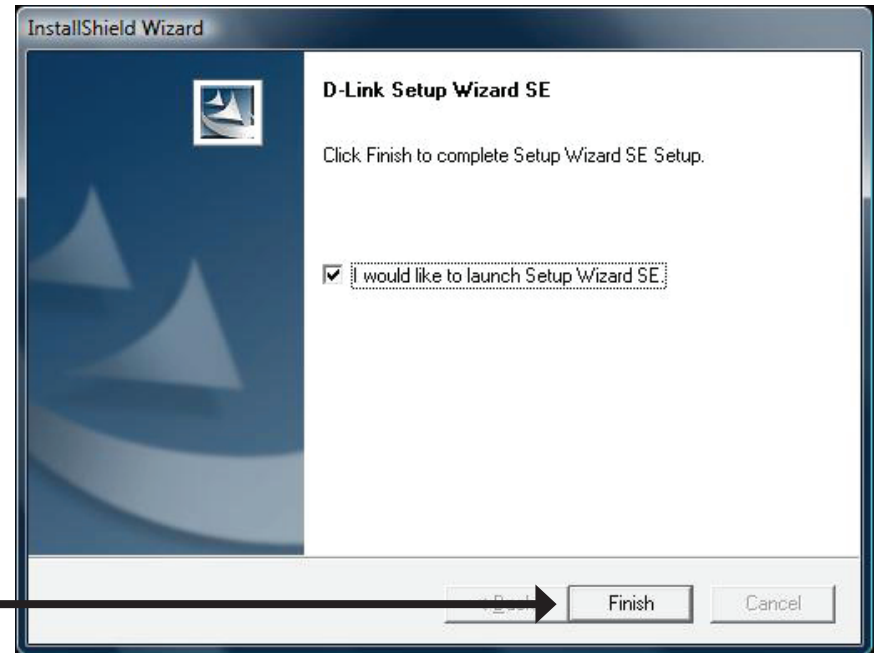 InstallShield Wizard
D-Link Setup Wizard SE
Click Finish to complete Setup Wizard SE Setup.
I would like to launch Setup Wizard SE.
Finish
Cancel